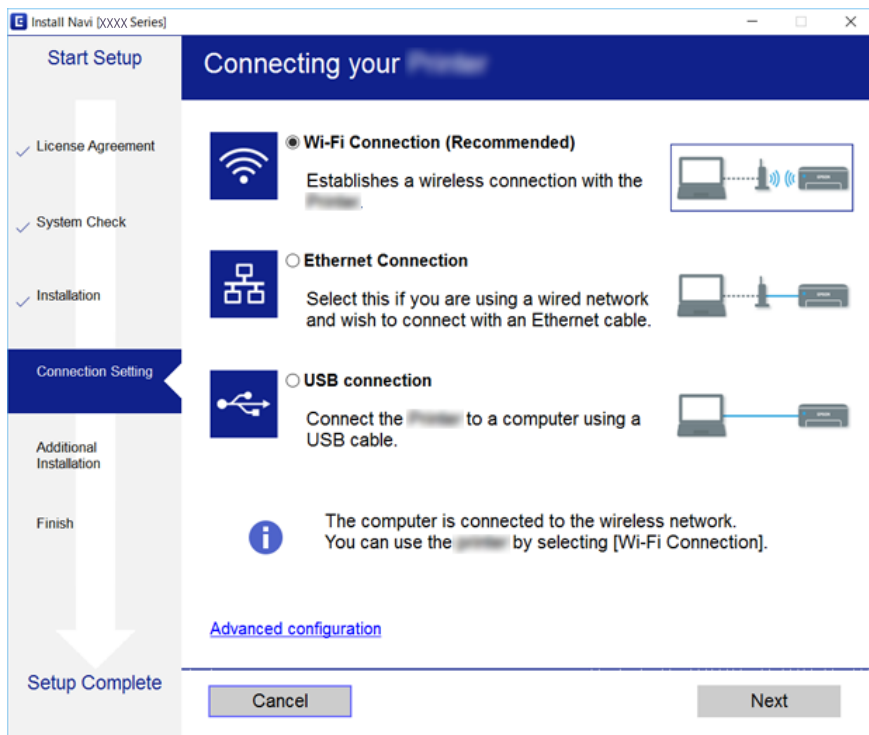 E Install Navi [XXXX Series]
Start Setup
License Agreement
System Check
Installation
Connection Setting
Additional
Installation
Finish
Setup Complete
Connecting your
Wi-Fi Connection (Recommended)
Establishes a wireless connection with the
.
Ethernet Connection
Select this if you are using a wired network
and wish to connect with an Ethernet cable.
USB connection
Connect the to a computer using a
USB cable.
i
The computer is connected to the wireless network.
You can use the by selecting [Wi-Fi Connection].
Advanced configuration
Cancel
Next